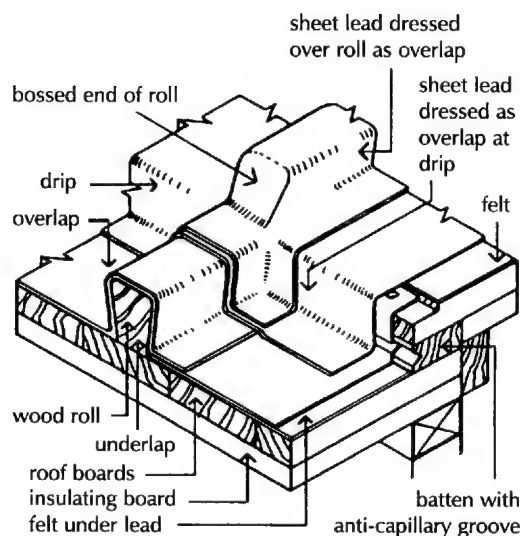 sheet lead dressed
over roll as overlap
bossed end of roll
sheet lead
dressed as
overlap at
drip
drip
felt
overlap
wood roll
underlap
roof boards
insulating board
felt under lead
batten with
anti-capillary groove